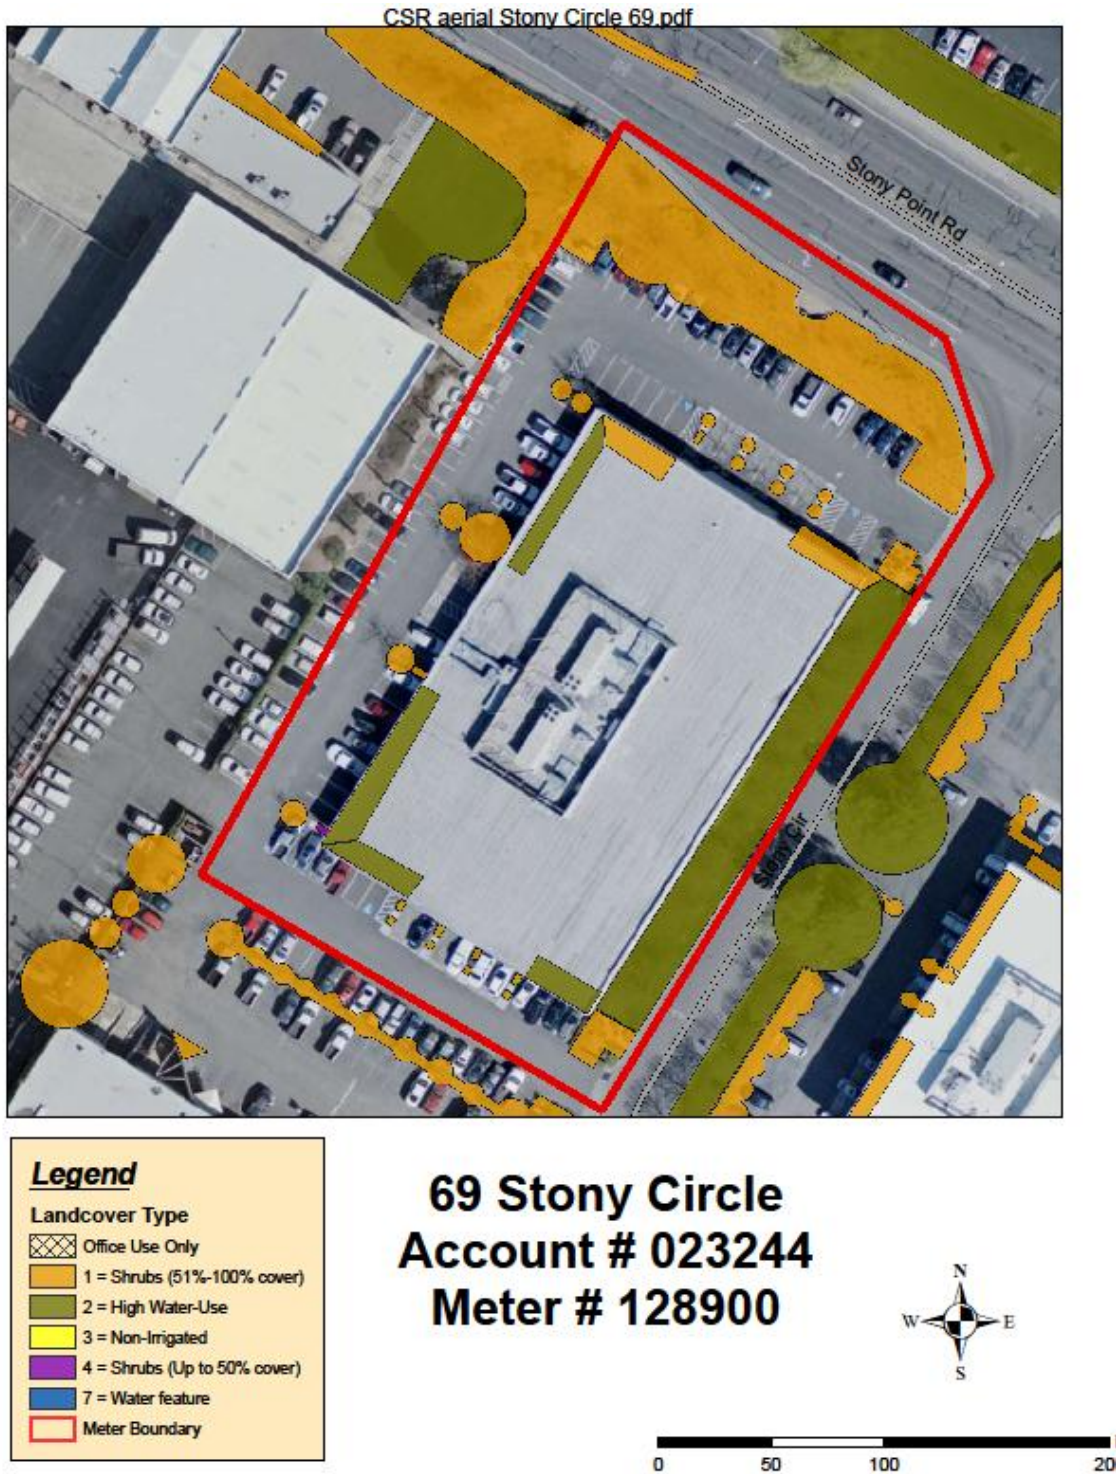 CSR aerial Stony Circle 69.pdf
Stony Point Rd
Stony Cir
Legend
Landcover Type
Office Use Only
1 = Shrubs (51%-100% cover)
2 = High Water-Use
3 = Non-Irrigated
4 = Shrubs (Up to 50% cover)
7 = Water feature
Meter Boundary
69 Stony Circle
Account # 023244
Meter # 128900
N
W E
S
0 50 100